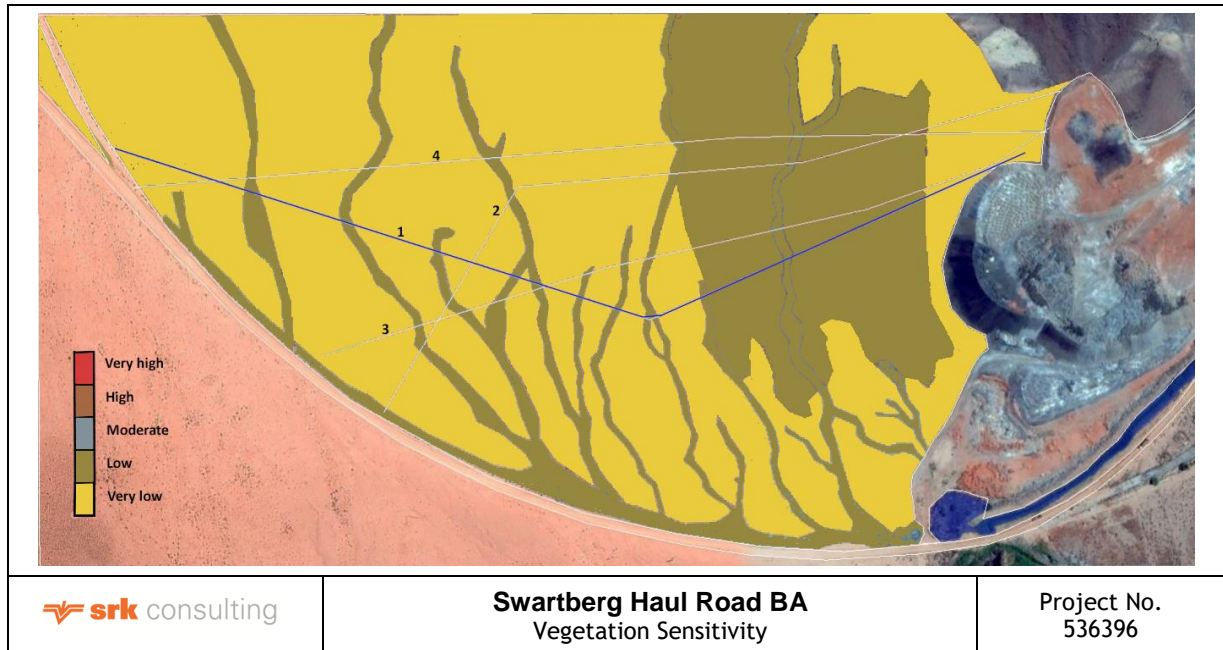 4
2
1
3
Very high
High
Moderate
Low
Very low
srk consulting
Swartberg Haul Road BA
Vegetation Sensitivity
Project No.
536396